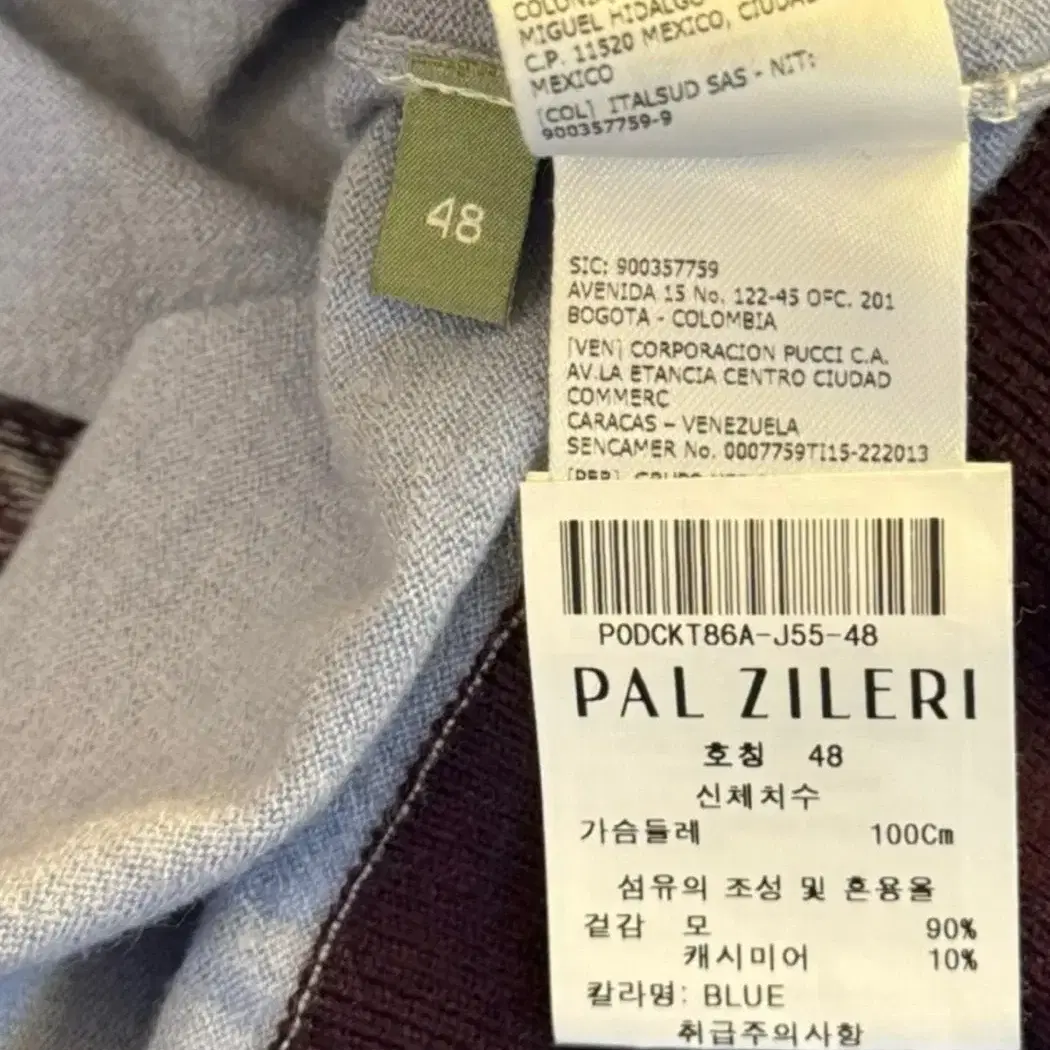 MIGUEL HIDALGO
C.P. 11520 MEXICO, CIUDAD
MEXICO
[COL] ITALSUD SAS - NIT:
900357759-9
48
SIC: 900357759
AVENIDA 15 No. 122-45 OFC. 201
BOGOTA - COLOMBIA
[VEN] CORPORACION PUCCI C.A.
AV.LA ETANCIA CENTRO CIUDAD
COMMERC
CARACAS – VENEZUELA
SENCAMER No. 0007759TI15-222013
PODCKT86A-J55-48
PAL ZILERI
호칭 48
신체치수
가슴들레 100Cm
섬유의 조성 및 흔용율
겉감 모 90%
캐시미어 10%
칼라명: BLUE
취급주의사항